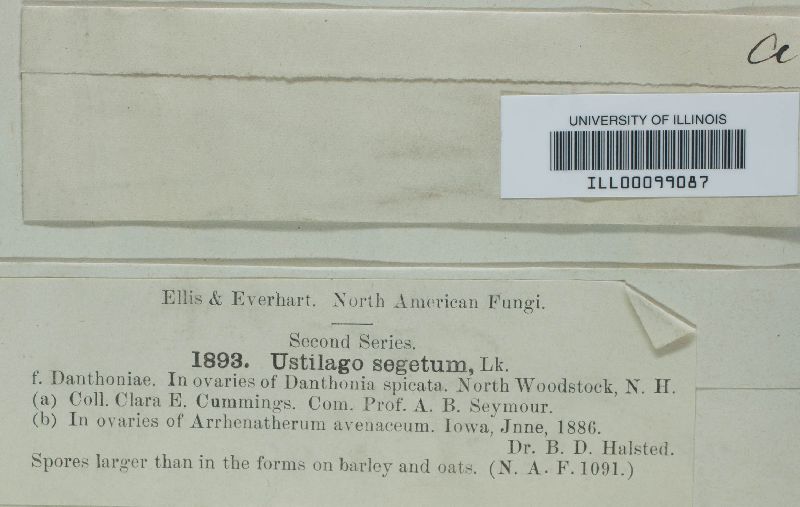 a
UNIVERSITY OF ILLINOIS
ILL00099087
Ellis & Everhart. North American Fungi.
Second Series.
1893. Ustilago segetum, Lk.
f. Danthoniae. In ovaries of Danthonia spicata. North Woodstock, N. H.
(a) Coll. Clara E. Cummings. Com. Prof. A. B. Seymour.
(b) In ovaries of Arrhenatherum avenaceum. Iowa, Jnne, 1886.
Dr. B. D. Halsted.
Spores larger than in the forms on barley and oats. (N. A. F. 1091.)